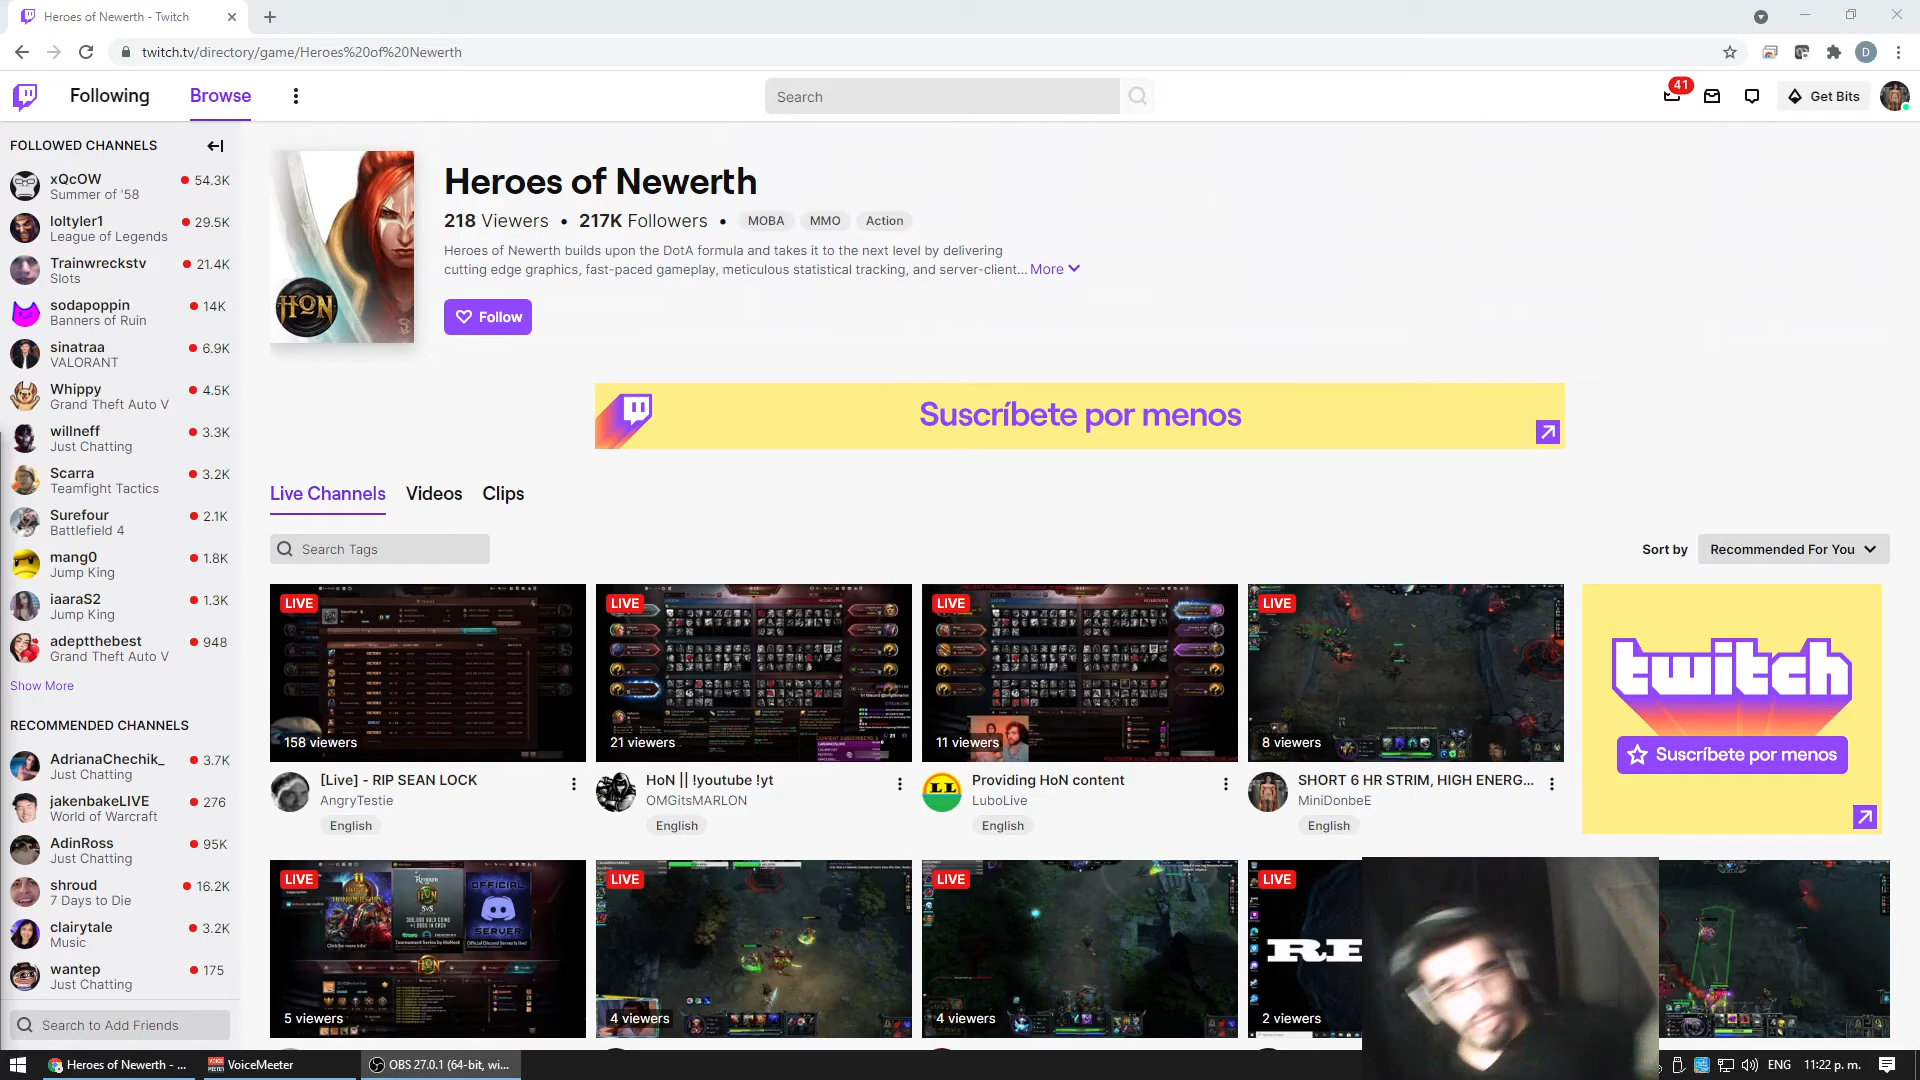 Heroes of Newerth - Twitch
twitch.tv/directory/game/Heroes%20of%20Newerth
D
Following
Browse
Search
41
Get Bits
FOLLOWED CHANNELS
xQcOW
54.3K
Summer of '58
loltyler1
29.5K
League of Legends
Trainwreckstv
21.4K
Slots
sodapoppin
14K
Banners of Ruin
sinatraa
6.9K
VALORANT
Whippy
4.5K
Grand Theft Auto V
willneff
3.3K
Just Chatting
Scarra
3.2K
Teamfight Tactics
Surefour
2.1K
Battlefield 4
mang0
1.8K
Jump King
iaaraS2
1.3K
Jump King
adeptthebest
948
Grand Theft Auto V
Show More
RECOMMENDED CHANNELS
AdrianaChechik_
3.7K
Just Chatting
jakenbakeLIVE
276
World of Warcraft
AdinRoss
95K
Just Chatting
shroud
16.2K
7 Days to Die
clairytale
3.2K
Music
wantep
175
Just Chatting
Search to Add Friends
HON
Heroes of Newerth
218 Viewers • 217K Followers • MOBA MMO Action
Heroes of Newerth builds upon the DotA formula and takes it to the next level by delivering
cutting edge graphics, fast-paced gameplay, meticulous statistical tracking, and server-client... More
Follow
Suscríbete por menos
Live Channels
Videos
Clips
Search Tags
Sort by
Recommended For You
LIVE
158 viewers
[Live] - RIP SEAN LOCK
AngryTestie
English
LIVE
21 viewers
HoN || !youtube !yt
OMGitsMARLON
English
LIVE
11 viewers
LL
Providing HoN content
LuboLive
English
LIVE
8 viewers
SHORT 6 HR STRIM, HIGH ENERG...
MiniDonbeE
English
twitch
Suscríbete por menos
LIVE
OFFICIAL
SERVER
HON
5 viewers
LIVE
4 viewers
LIVE
4 viewers
LIVE
RE
2 viewers
Heroes of Newerth - ...
VoiceMeeter
OBS 27.0.1 (64-bit, wi...
ENG
11:22 p. m.